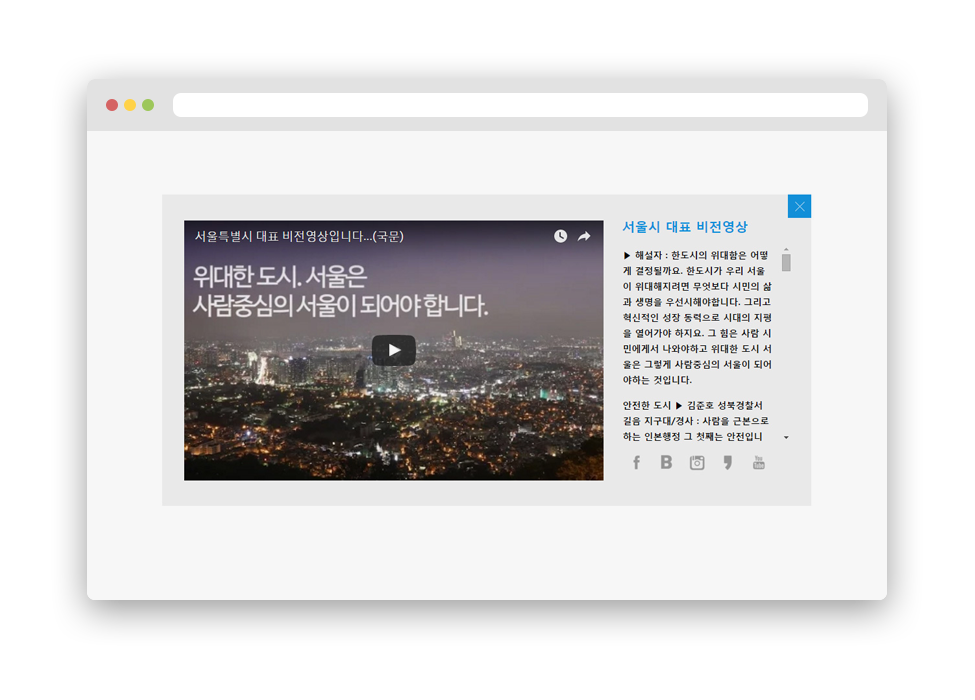 서울특별시 대표 비전영상입니다...(국문)
위대한 도시. 서울은
사람중심의 서울이 되어야 합니다.
서울시 대표 비전영상
▶ 해설자 : 한도시의 위대함은 어떻
게 결정될까요. 한도시가 우리 서울
이 위대해지려면 무엇보다 시민의 삶
과 생명을 우선시해야합니다. 그리고
혁신적인 성장 동력으로 시대의 지평
을 열어가야 하지요. 그 힘은 사람 시
민에게서 나와야하고 위대한 도시 서
울은 그렇게 사람중심의 서울이 되어
야하는 것입니다.
안전한 도시 ▶ 김준호 성북경찰서
길음 지구대/경사 : 사람을 근본으로
하는 인본행정 그 첫째는 안전입니
You Tube